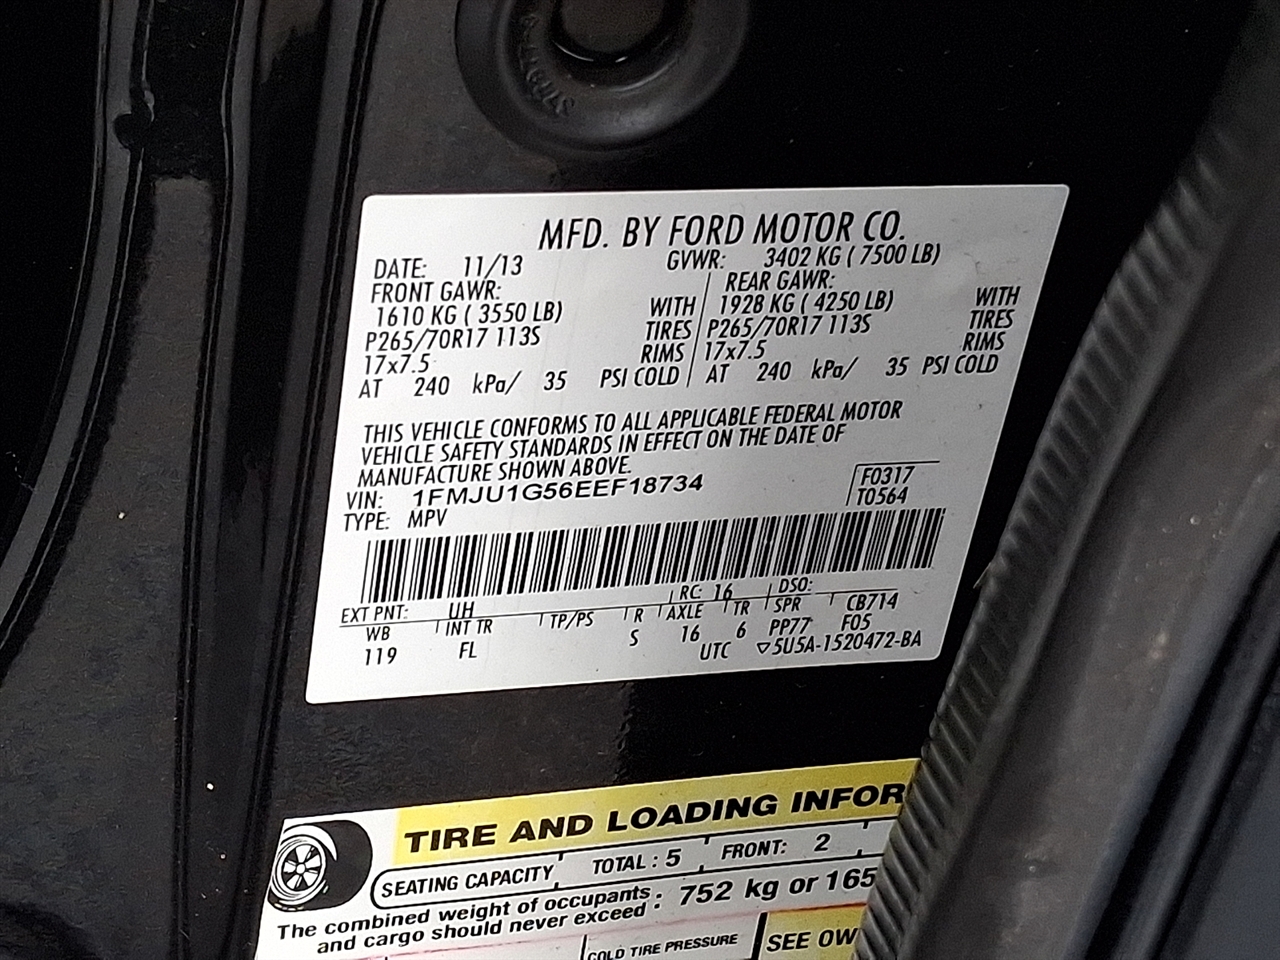 MFD. BY FORD MOTOR CO.
DATE: 11/13 GVWR: 3402 KG ( 7500 LB)
FRONT GAWR: REAR GAWR:
1610 KG ( 3550 LB) WITH 1928 KG ( 4250 LB) WITH
P265/70R17 113S TIRES P265/70R17 113S TIRES
17x7.5 RIMS 17x7.5 RIMS
AT 240 kPa/ 35 PSI COLD AT 240 kPa/ 35 PSI COLD
THIS VEHICLE CONFORMS TO ALL APPLICABLE FEDERAL MOTOR
VEHICLE SAFETY STANDARDS IN EFFECT ON THE DATE OF
MANUFACTURE SHOWN ABOVE.
VIN: 1FMJU1G56EEF18734 F0317
TYPE: MPV T0564
EXT PNT: UH RC: 16 DSO:
WB INT TR TP/PS R AXLE TR SPR CB714
119 FL S 16 6 PP77 F05
UTC ▽5U5A-1520472-BA
TIRE AND LOADING INFOR
SEATING CAPACITY TOTAL : 5 FRONT: 2
The combined weight of occupants : 752 kg or 165
and cargo should never exceed :
COLD TIRE PRESSURE SEE OW